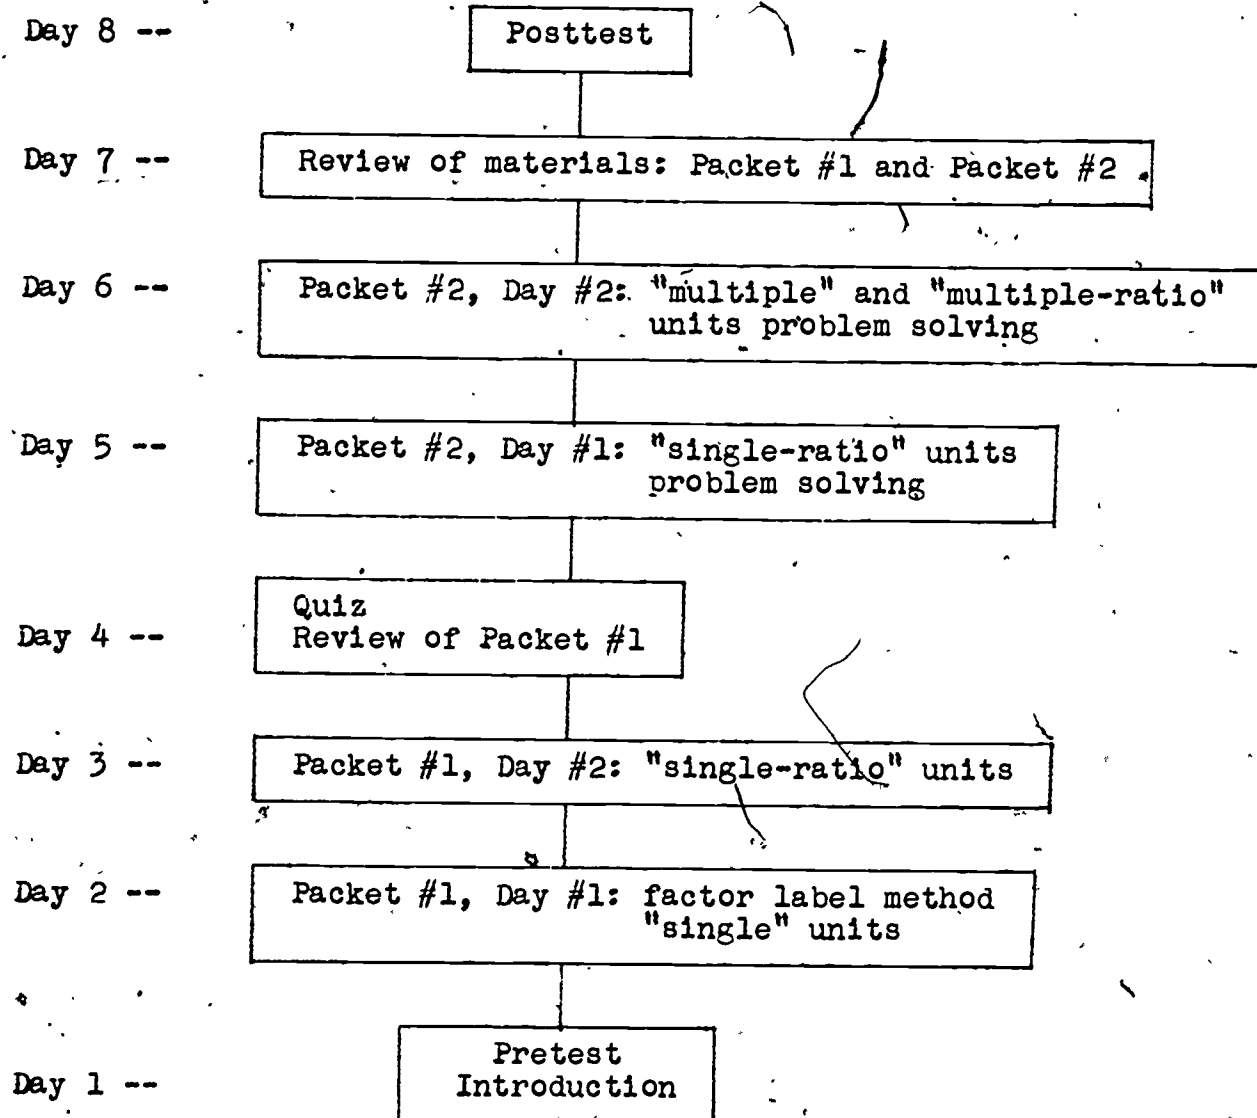 Day 8 -- Posttest
Day 7 -- Review of materials: Packet #1 and Packet #2
Day 6 -- Packet #2, Day #2: "multiple" and "multiple-ratio"
units problem solving
Day 5 -- Packet #2, Day #1: "single-ratio" units
problem solving
Quiz
Day 4 -- Review of Packet #1
Day 3 -- Packet #1, Day #2: "single-ratio" units
Day 2 -- Packet #1, Day #1: factor label method
"single" units
Pretest
Day 1 -- Introduction